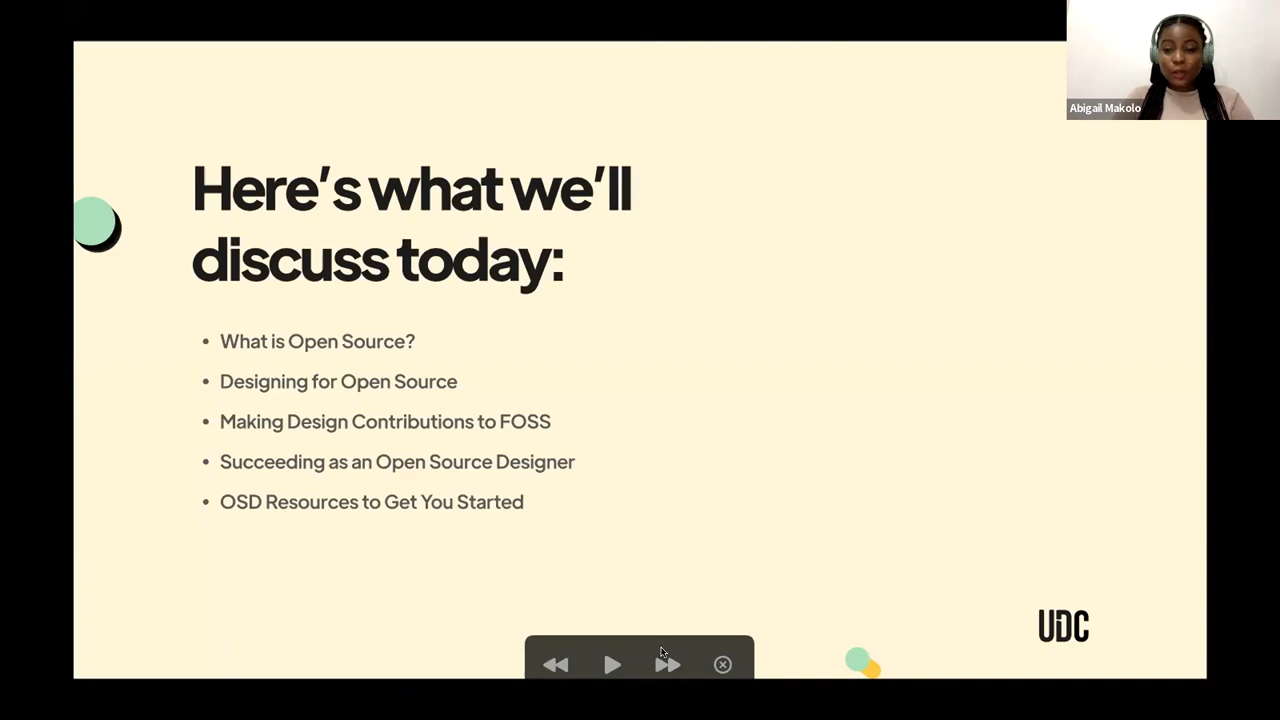 Abigail Makolo
Here’s what we’ll
discuss today:
• What is Open Source?
• Designing for Open Source
• Making Design Contributions to FOSS
• Succeeding as an Open Source Designer
• OSD Resources to Get You Started
UDC